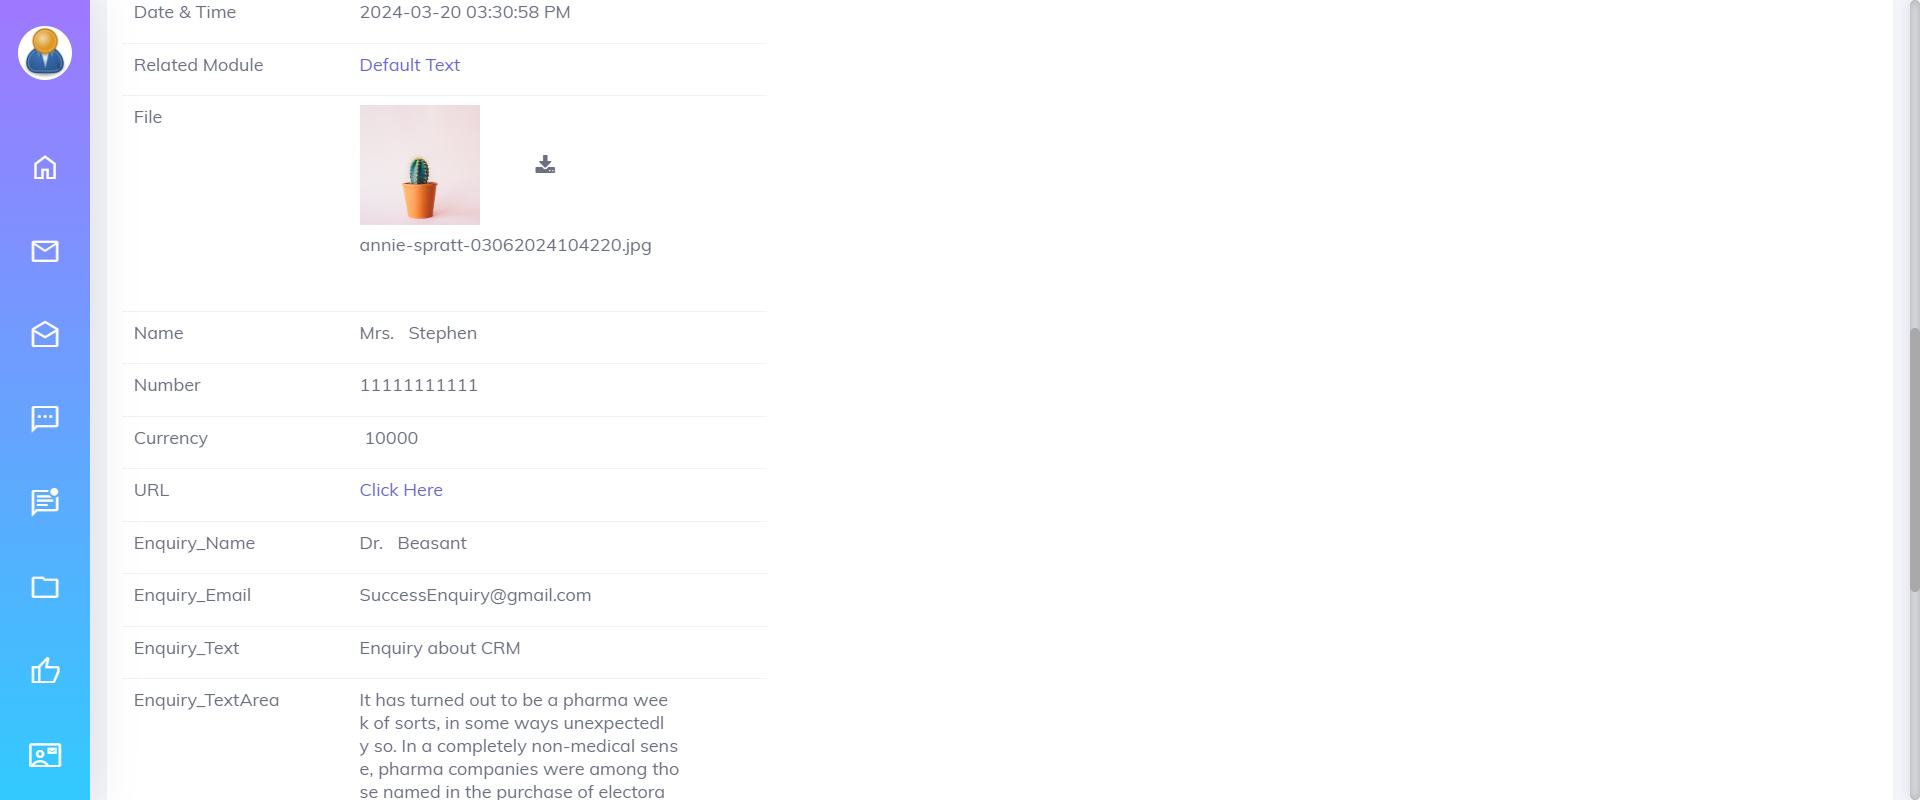 Date & Time 2024-03-20 03:30:58 PM
Related Module Default Text
File
annie-spratt-03062024104220.jpg
Name Mrs. Stephen
Number 11111111111
Currency 10000
URL Click Here
Enquiry_Name Dr. Beasant
Enquiry_Email SuccessEnquiry@gmail.com
Enquiry_Text Enquiry about CRM
Enquiry_TextArea It has turned out to be a pharma wee
k of sorts, in some ways unexpectedl
y so. In a completely non-medical sens
e, pharma companies were among tho
se named in the purchase of electora